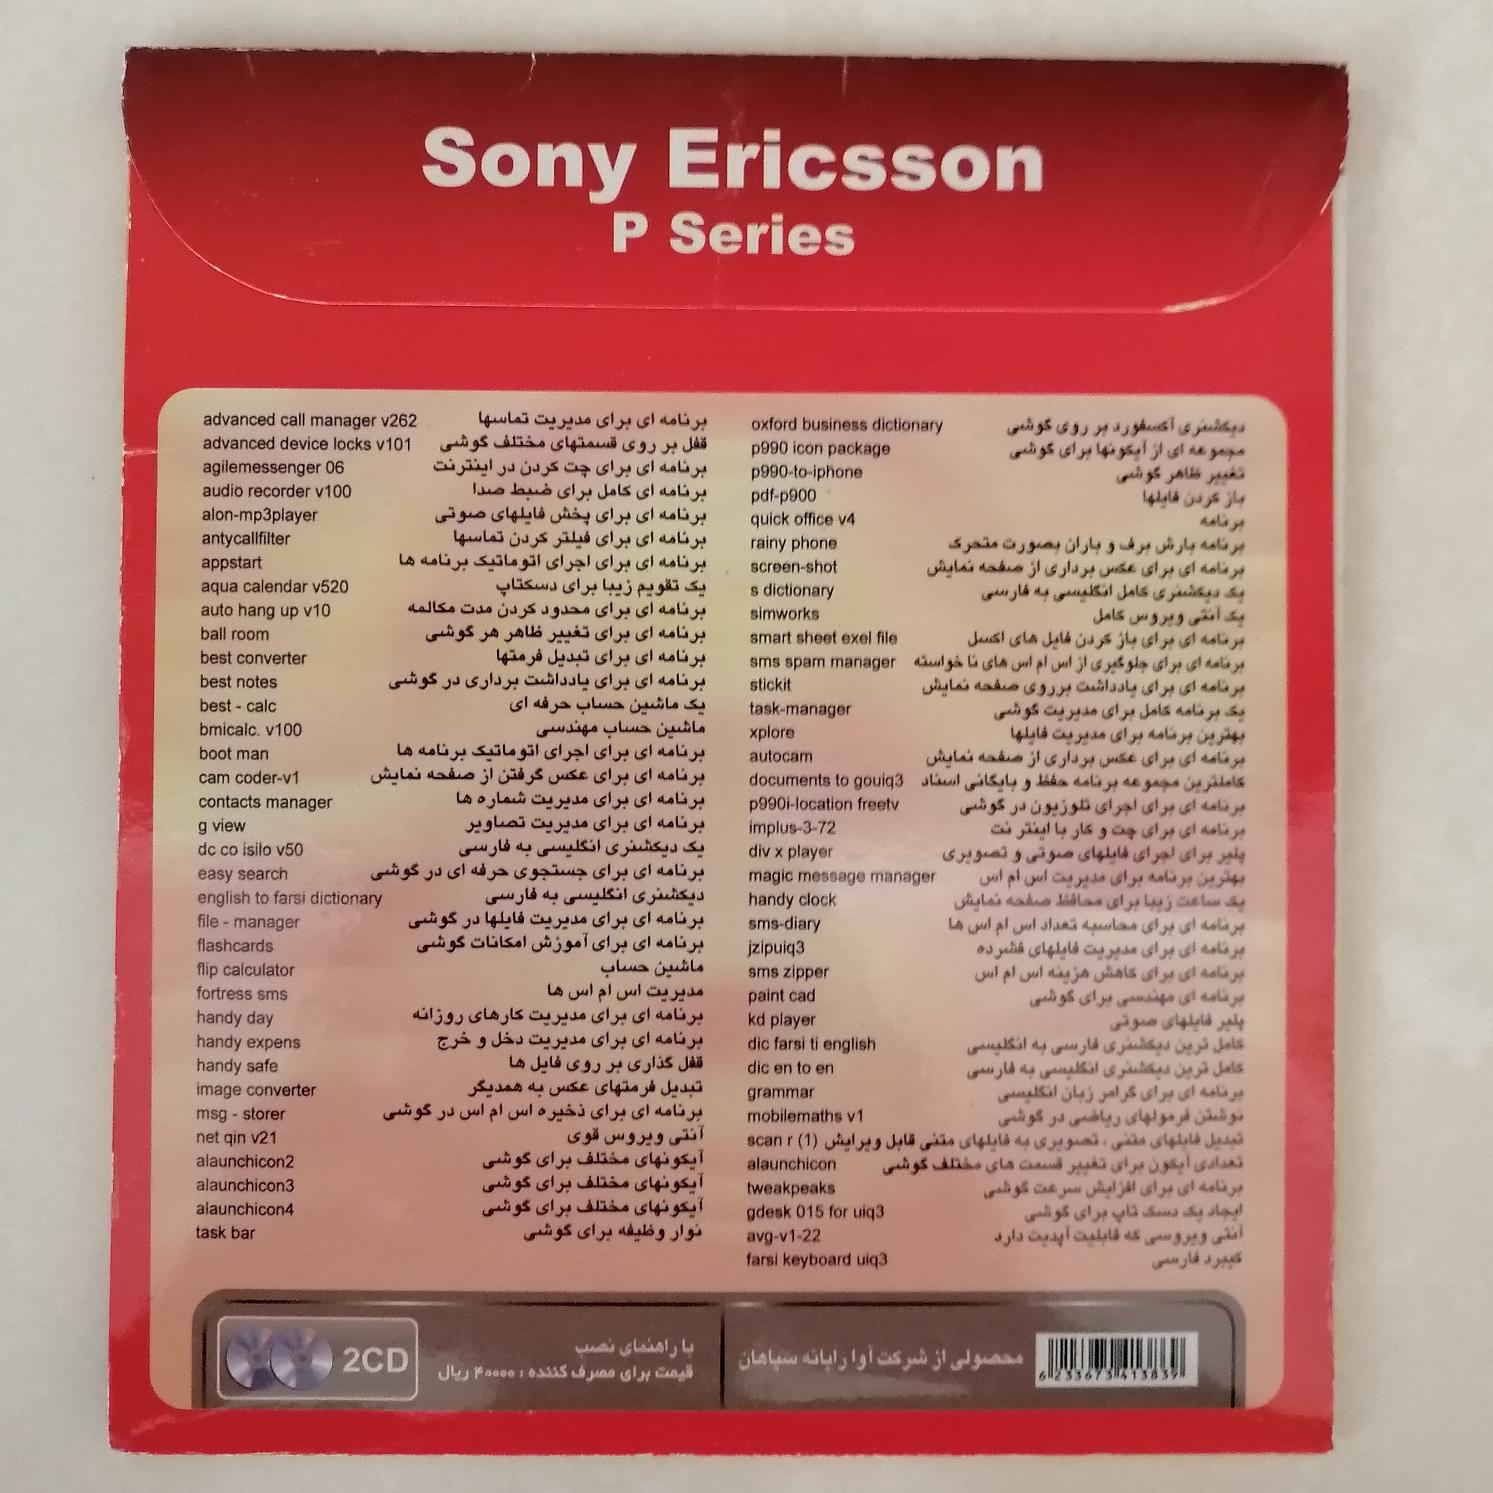 Sony Ericsson
P Series
advanced call manager v262 برنامه ای برای مدیریت تماسها
advanced device locks v101 قفل بر روی قسمتهای مختلف گوشی
agilemessenger 06 برنامه ای برای چت کردن در اینترنت
audio recorder v100 برنامه ای کامل برای ضبط صدا
alon-mp3player برنامه ای برای پخش فایلهای صوتی
antycallfilter برنامه ای برای فیلتر کردن تماسها
appstart برنامه ای برای اجرای اتوماتیک برنامه ها
aqua calendar v520 یک تقویم زیبا برای دسکتاپ
auto hang up v10 برنامه ای برای محدود کردن مدت مکالمه
ball room برنامه ای برای تغییر ظاهر هر گوشی
best converter برنامه ای برای تبدیل فرمتها
best notes برنامه ای برای یادداشت برداری در گوشی
best - calc یک ماشین حساب حرفه ای
bmicalc. v100 ماشین حساب مهندسی
boot man برنامه ای برای اجرای اتوماتیک برنامه ها
cam coder-v1 برنامه ای برای عکس گرفتن از صفحه نمایش
contacts manager برنامه ای برای مدیریت شماره ها
g view برنامه ای برای مدیریت تصاویر
dc co isilo v50 یک دیکشنری انگلیسی به فارسی
easy search برنامه ای برای جستجوی حرفه ای در گوشی
english to farsi dictionary دیکشنری انگلیسی به فارسی
file - manager برنامه ای برای مدیریت فایلها در گوشی
flashcards برنامه ای برای آموزش امکانات گوشی
flip calculator ماشین حساب
fortress sms مدیریت اس ام اس ها
handy day برنامه ای برای مدیریت کارهای روزانه
handy expens برنامه ای برای مدیریت دخل و خرج
handy safe قفل گذاری بر روی فایل ها
image converter تبدیل فرمتهای عکس به همدیگر
msg - storer برنامه ای برای ذخیره اس ام اس در گوشی
net qin v21 آنتی ویروس قوی
alaunchicon2 آیکونهای مختلف برای گوشی
alaunchicon3 آیکونهای مختلف برای گوشی
alaunchicon4 آیکونهای مختلف برای گوشی
task bar نوار وظیفه برای گوشی
oxford business dictionary دیکشنری آکسفورد بر روی گوشی
p990 icon package مجموعه ای از آیکونها برای گوشی
p990-to-iphone تغییر ظاهر گوشی
pdf-p900 باز کردن فایلها
quick office v4 برنامه
rainy phone برنامه بارش برف و باران بصورت متحرک
screen-shot برنامه ای برای عکس برداری از صفحه نمایش
s dictionary یک دیکشنری کامل انگلیسی به فارسی
simworks یک آنتی ویروس کامل
smart sheet exel file برنامه ای برای باز کردن فایل های اکسل
sms spam manager برنامه ای برای جلوگیری از اس ام اس های نا خواسته
stickit برنامه ای برای یادداشت برروی صفحه نمایش
task-manager یک برنامه کامل برای مدیریت گوشی
xplore بهترین برنامه برای مدیریت فایلها
autocam برنامه ای برای عکس برداری از صفحه نمایش
documents to gouiq3 کاملترین مجموعه برنامه حفظ و بایگانی اسناد
p990i-location freetv برنامه ای برای اجرای تلوزیون در گوشی
implus-3-72 برنامه ای برای چت و کار با اینتر نت
div x player پلیر برای اجرای فایلهای صوتی و تصویری
magic message manager بهترین برنامه برای مدیریت اس ام اس
handy clock یک ساعت زیبا برای محافظ صفحه نمایش
sms-diary برنامه ای برای محاسبه تعداد اس ام اس ها
jzipuiq3 برنامه ای برای مدیریت فایلهای فشرده
sms zipper برنامه ای برای کاهش هزینه اس ام اس
paint cad برنامه ای مهندسی برای گوشی
kd player پلیر فایلهای صوتی
dic farsi ti english کامل ترین دیکشنری فارسی به انگلیسی
dic en to en کامل ترین دیکشنری انگلیسی به فارسی
grammar برنامه ای برای گرامر زبان انگلیسی
mobilemaths v1 نوشتن فرمولهای ریاضی در گوشی
scan r (1) تبدیل فایلهای متنی ، تصویری به فایلهای متنی قابل ویرایش
alaunchicon تعدادی آیکون برای تغییر قسمت های مختلف گوشی
tweakpeaks برنامه ای برای افزایش سرعت گوشی
gdesk 015 for uiq3 ایجاد یک دسک تاپ برای گوشی
avg-v1-22 آنتی ویروسی که قابلیت آپدیت دارد
farsi keyboard uiq3 کیبرد فارسی
2CD
با راهنمای نصب
قیمت برای مصرف کننده : ۴۰۰۰۰ ریال
محصولی از شرکت آوا رایانه سپاهان
6 233673 413839